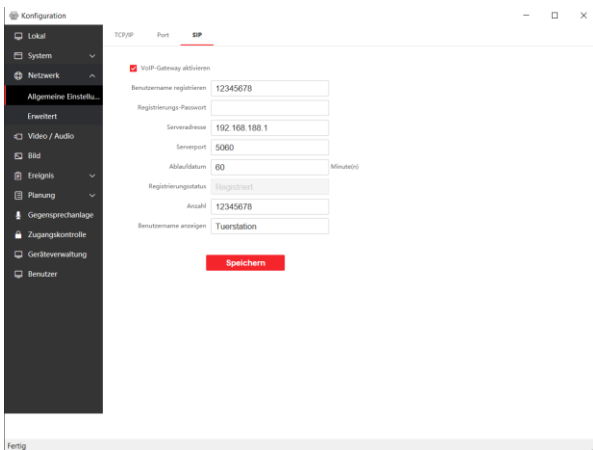 Konfiguration
Lokal
TCP/IP Port SIP
System
VoIP-Gateway aktivieren
Netzwerk
Benutzername registrieren 12345678
Allgemeine Einstellu...
Registrierungs-Passwort
Erweitert
Serveradresse 192.168.188.1
Video / Audio
Serverport 5060
Bild
Ablaufdatum 60 Minute(n)
Ereignis
Registrierungsstatus Registriert
Planung
Anzahl 12345678
Gegensprechanlage
Benutzername anzeigen Tuerstation
Zugangskontrolle
Geräteverwaltung
Speichern
Benutzer
Fertig